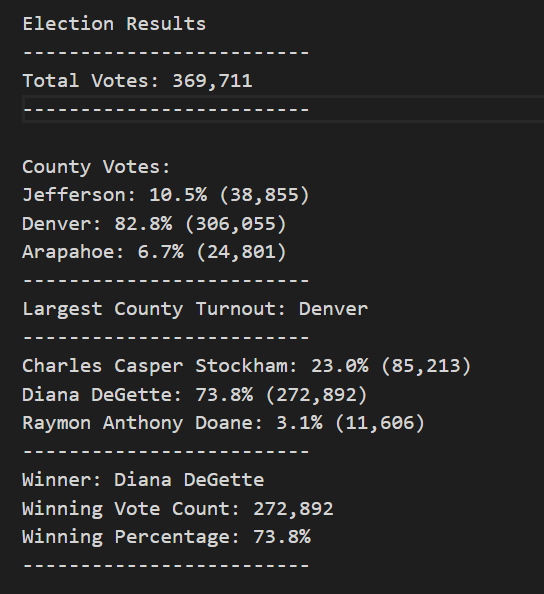 Election Results
-------------------------
Total Votes: 369,711
-------------------------
County Votes:
Jefferson: 10.5% (38,855)
Denver: 82.8% (306,055)
Arapahoe: 6.7% (24,801)
-------------------------
Largest County Turnout: Denver
-------------------------
Charles Casper Stockham: 23.0% (85,213)
Diana DeGette: 73.8% (272,892)
Raymon Anthony Doane: 3.1% (11,606)
-------------------------
Winner: Diana DeGette
Winning Vote Count: 272,892
Winning Percentage: 73.8%
-------------------------